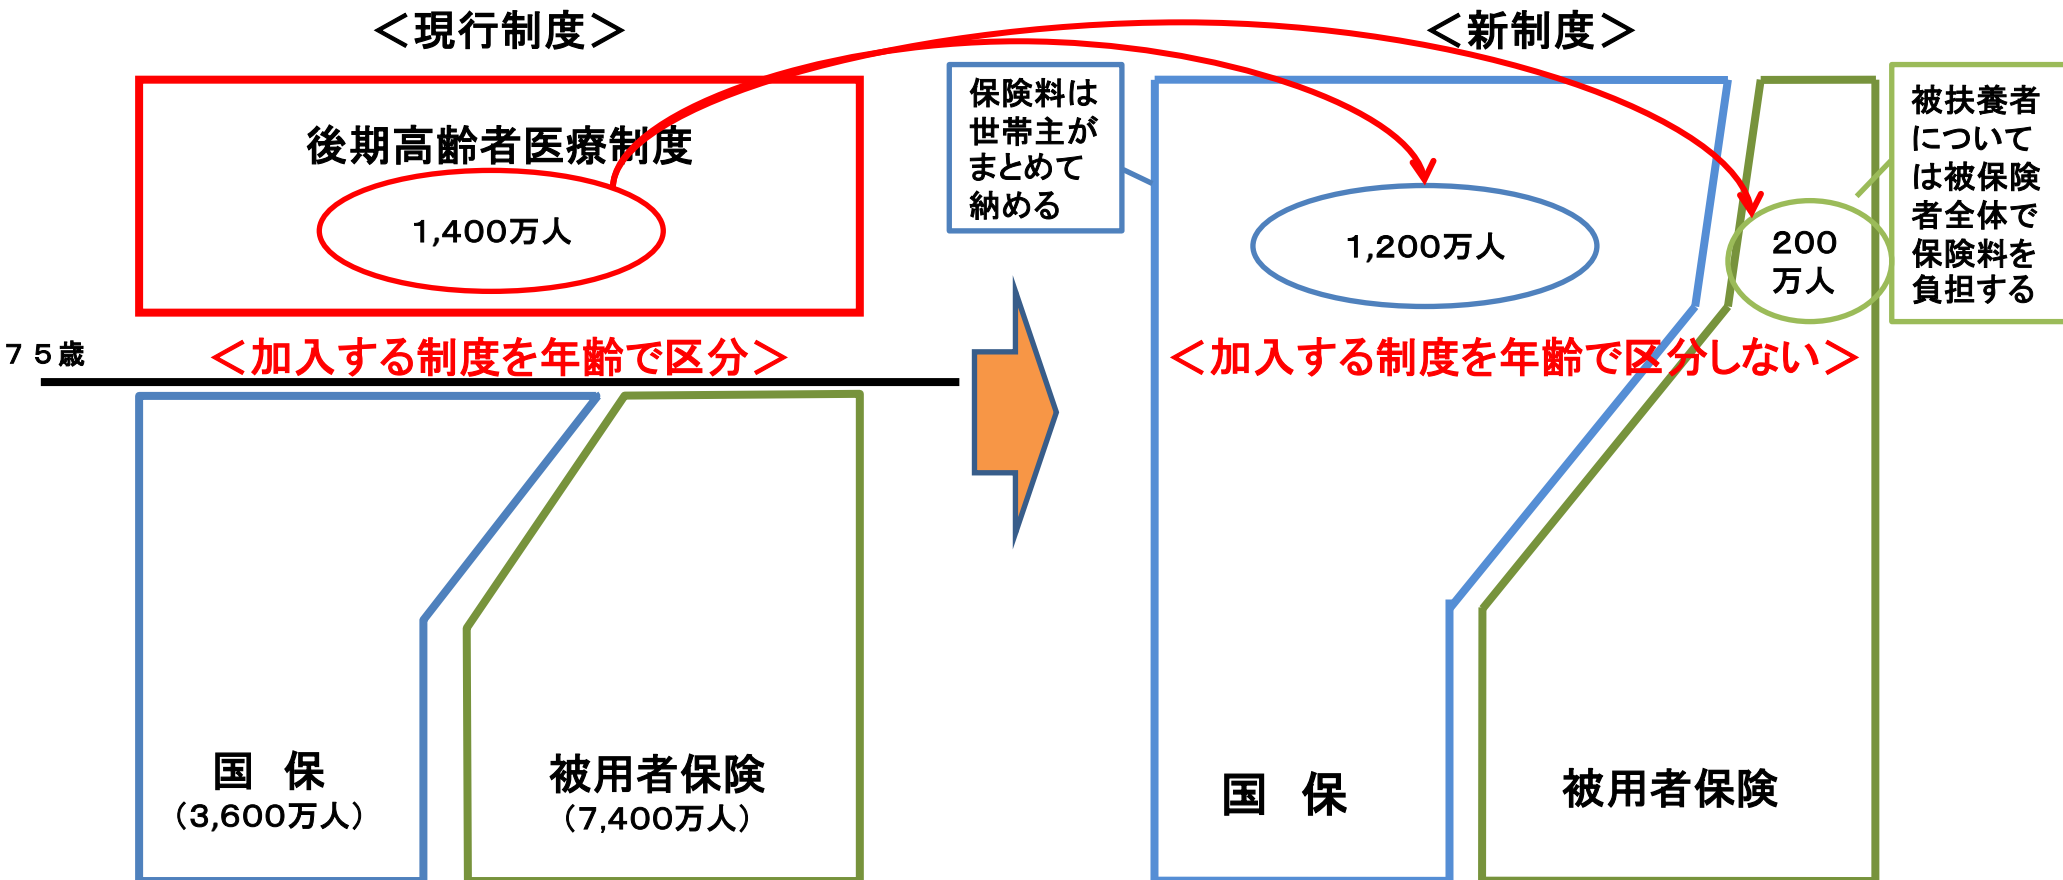 ＜現行制度＞
後期高齢者医療制度
1,400万人
７５歳
＜加入する制度を年齢で区分＞
国　保
（3,600万人）
被用者保険
（7,400万人）
＜新制度＞
保険料は
世帯主が
まとめて
納める
1,200万人
200
万人
被扶養者
について
は被保険
者全体で
保険料を
負担する
＜加入する制度を年齢で区分しない＞
国　保
被用者保険